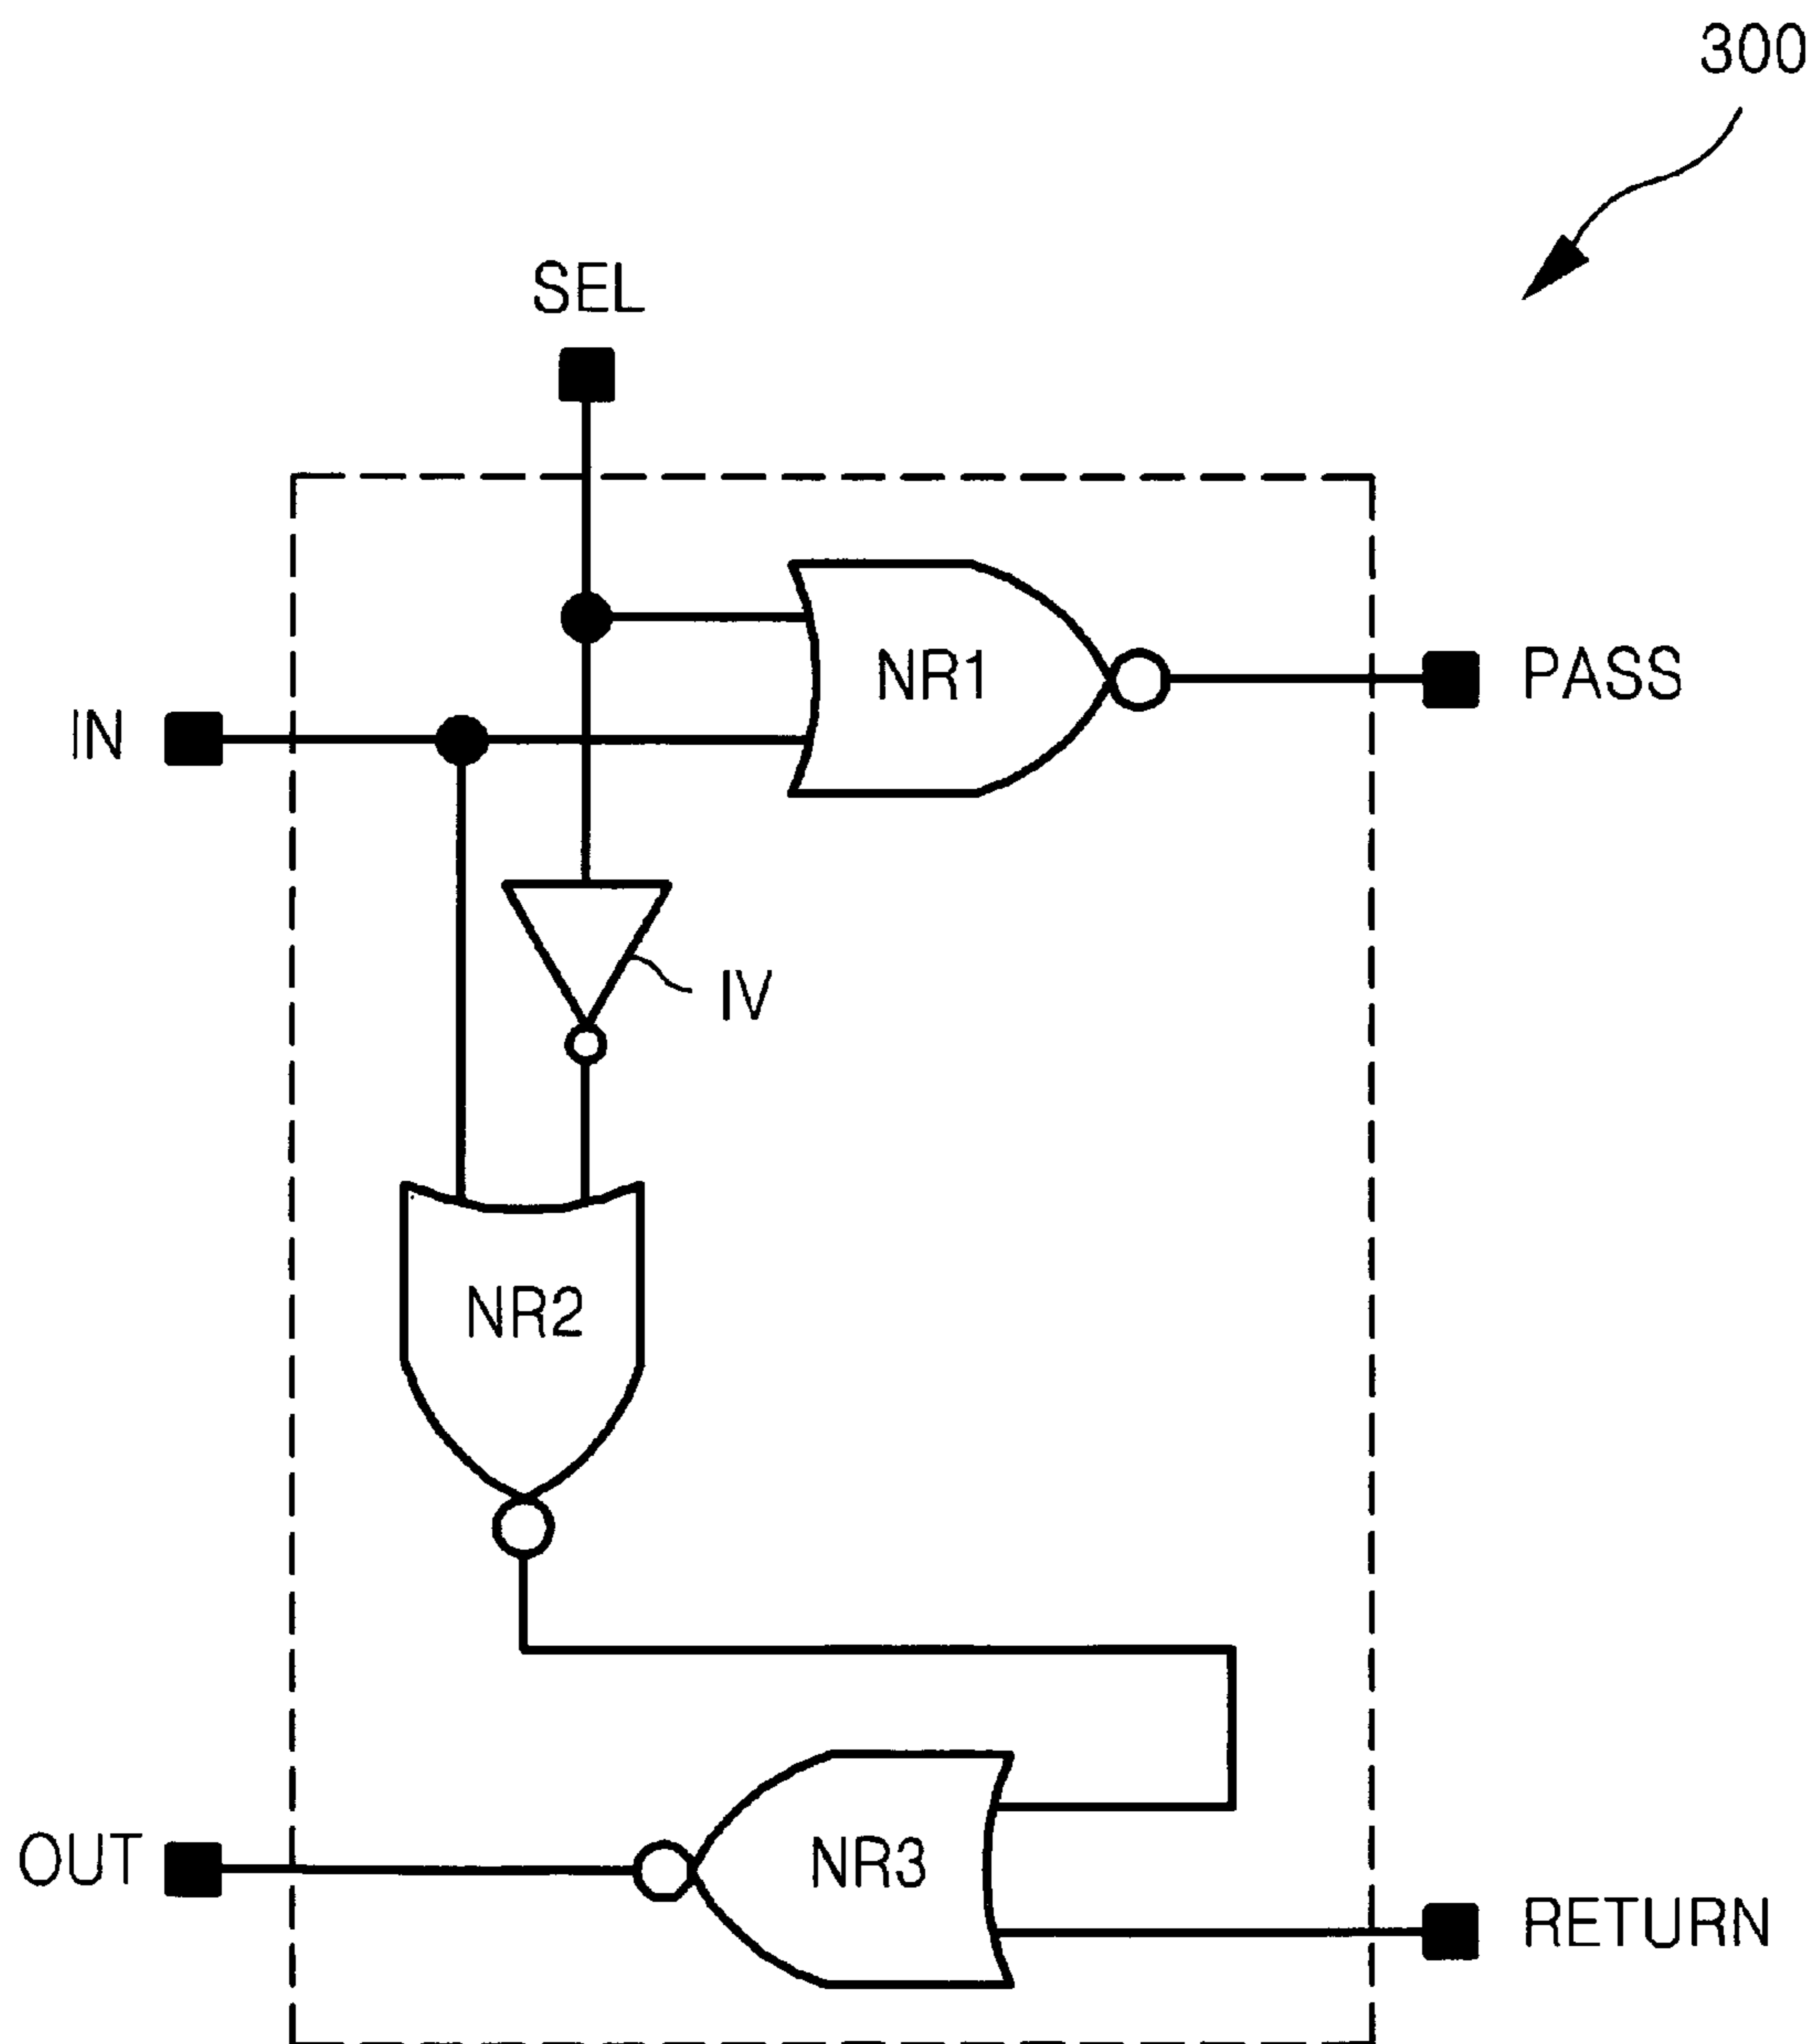 300
SEL
NR1
PASS
IN
IV
NR2
OUT
NR3
RETURN